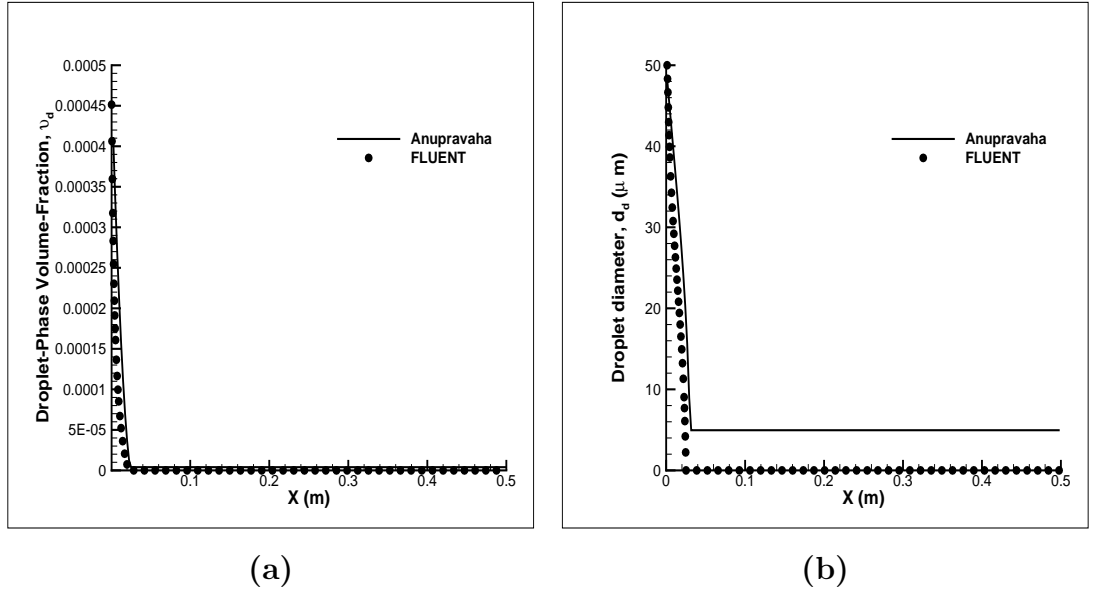 0.0005
0.00045
0.0004
0.00035
0.0003
0.00025
0.0002
0.00015
0.0001
5E-05
0
Droplet-Phase Volume-Fraction, υd
Anupravaha
FLUENT
0.1 0.2 0.3 0.4 0.5
X (m)
(a)
50
40
30
20
10
0
Droplet diameter, dd (μ m)
Anupravaha
FLUENT
0 0.1 0.2 0.3 0.4 0.5
X (m)
(b)